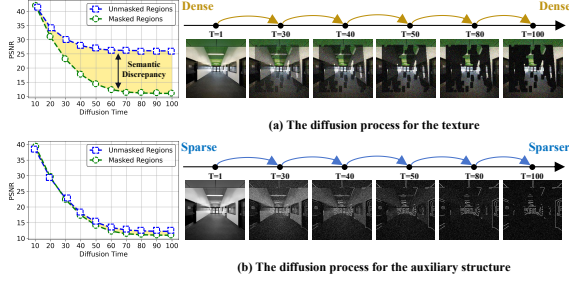 Dense
Dense
T=1 T=30 T=40 T=50 T=80 T=100
PSNR
40
35
30
25
20
15
10
Unmasked Regions
Masked Regions
Semantic
Discrepancy
10 20 30 40 50 60 70 80 90 100
Diffusion Time
(a) The diffusion process for the texture
Sparse
Sparser
T=1 T=30 T=40 T=50 T=80 T=100
PSNR
40
35
30
25
20
15
10
Unmasked Regions
Masked Regions
10 20 30 40 50 60 70 80 90 100
Diffusion Time
(b) The diffusion process for the auxiliary structure